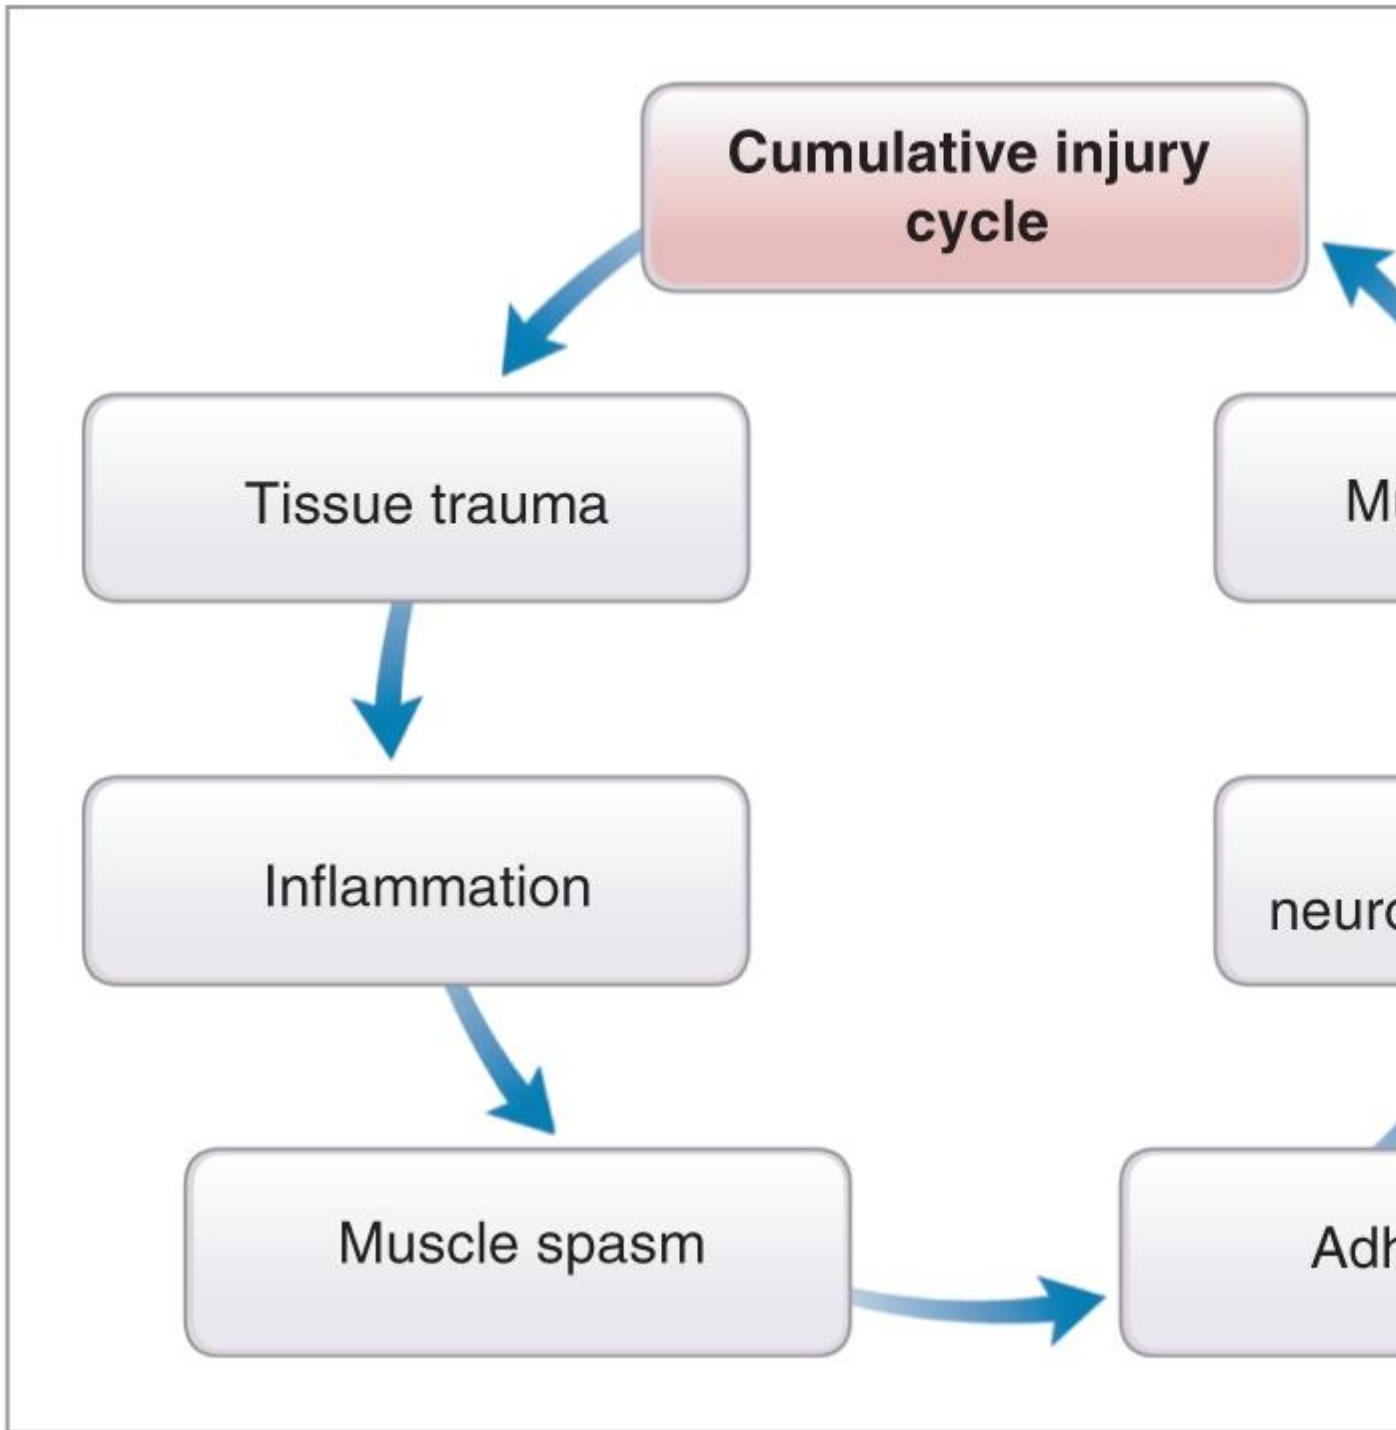 Cumulative injury
cycle
Tissue trauma
Inflammation
Muscle spasm